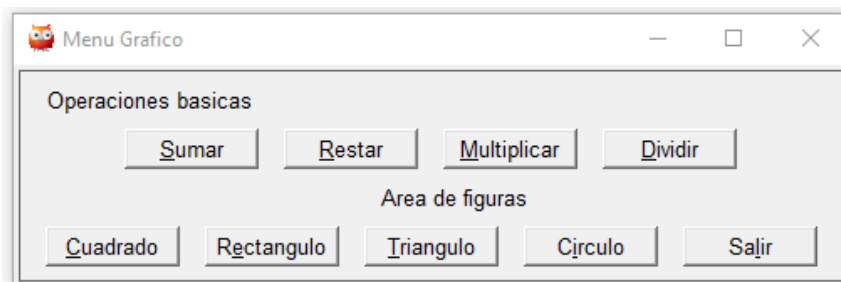 Menu Grafico
Operaciones basicas
Sumar Restar Multiplicar Dividir
Area de figuras
Cuadrado Rectangulo Triangulo Circulo Salir